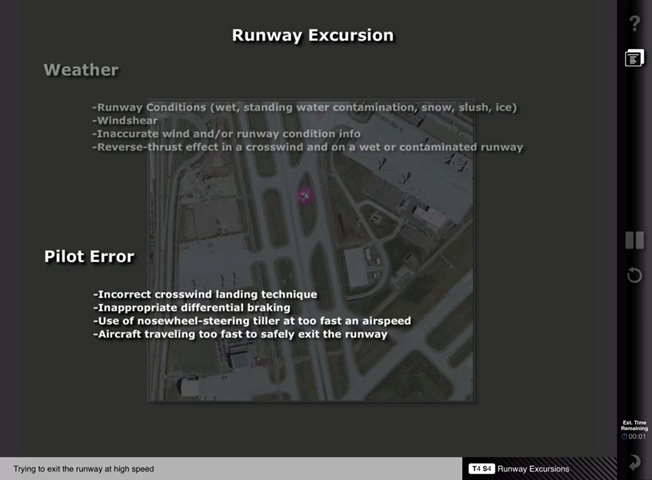 Runway Excursion
Weather
-Runway Conditions (wet, standing water contamination, snow, slush, ice)
-Windshear
-Inaccurate wind and/or runway condition info
-Reverse-thrust effect in a crosswind and on a wet or contaminated runway
Pilot Error
-Incorrect crosswind landing technique
-Inappropriate differential braking
-Use of nosewheel-steering tiller at too fast an airspeed
-Aircraft traveling too fast to safely exit the runway
?
Est. Time
Remaining
00:01
Trying to exit the runway at high speed
T4 S4 Runway Excursions